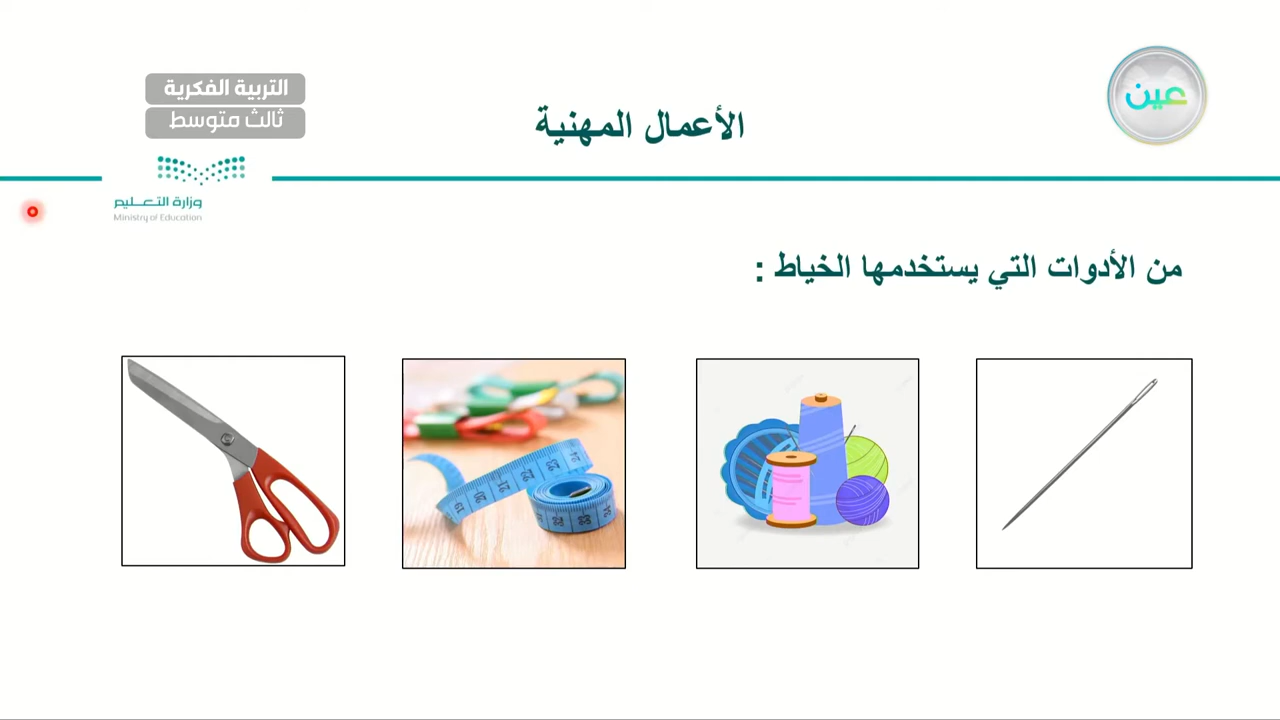 عين
الأعمال المهنية
التربية الفكرية
ثالث متوسط
وزارة التعليم
Ministry of Education
من الأدوات التي يستخدمها الخياط :